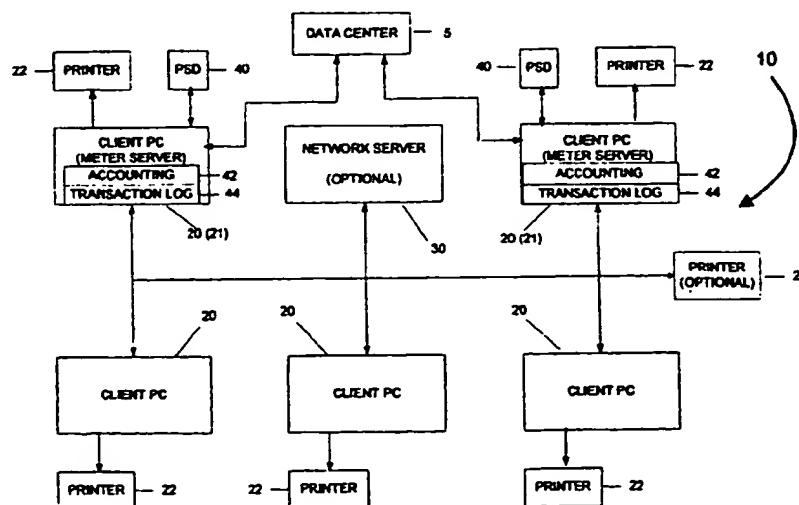 DATA CENTER
5
22
PRINTER
PSD
40
40
PSD
PRINTER
22
10
CLIENT PC
(METER SERVER)
ACCOUNTING
42
TRANSACTION LOG
44
20 (21)
NETWORK SERVER
(OPTIONAL)
30
CLIENT PC
(METER SERVER)
ACCOUNTING
42
TRANSACTION LOG
44
20 (21)
PRINTER
(OPTIONAL)
20
20
20
CLIENT PC
CLIENT PC
CLIENT PC
PRINTER
22
22
PRINTER
PRINTER
22